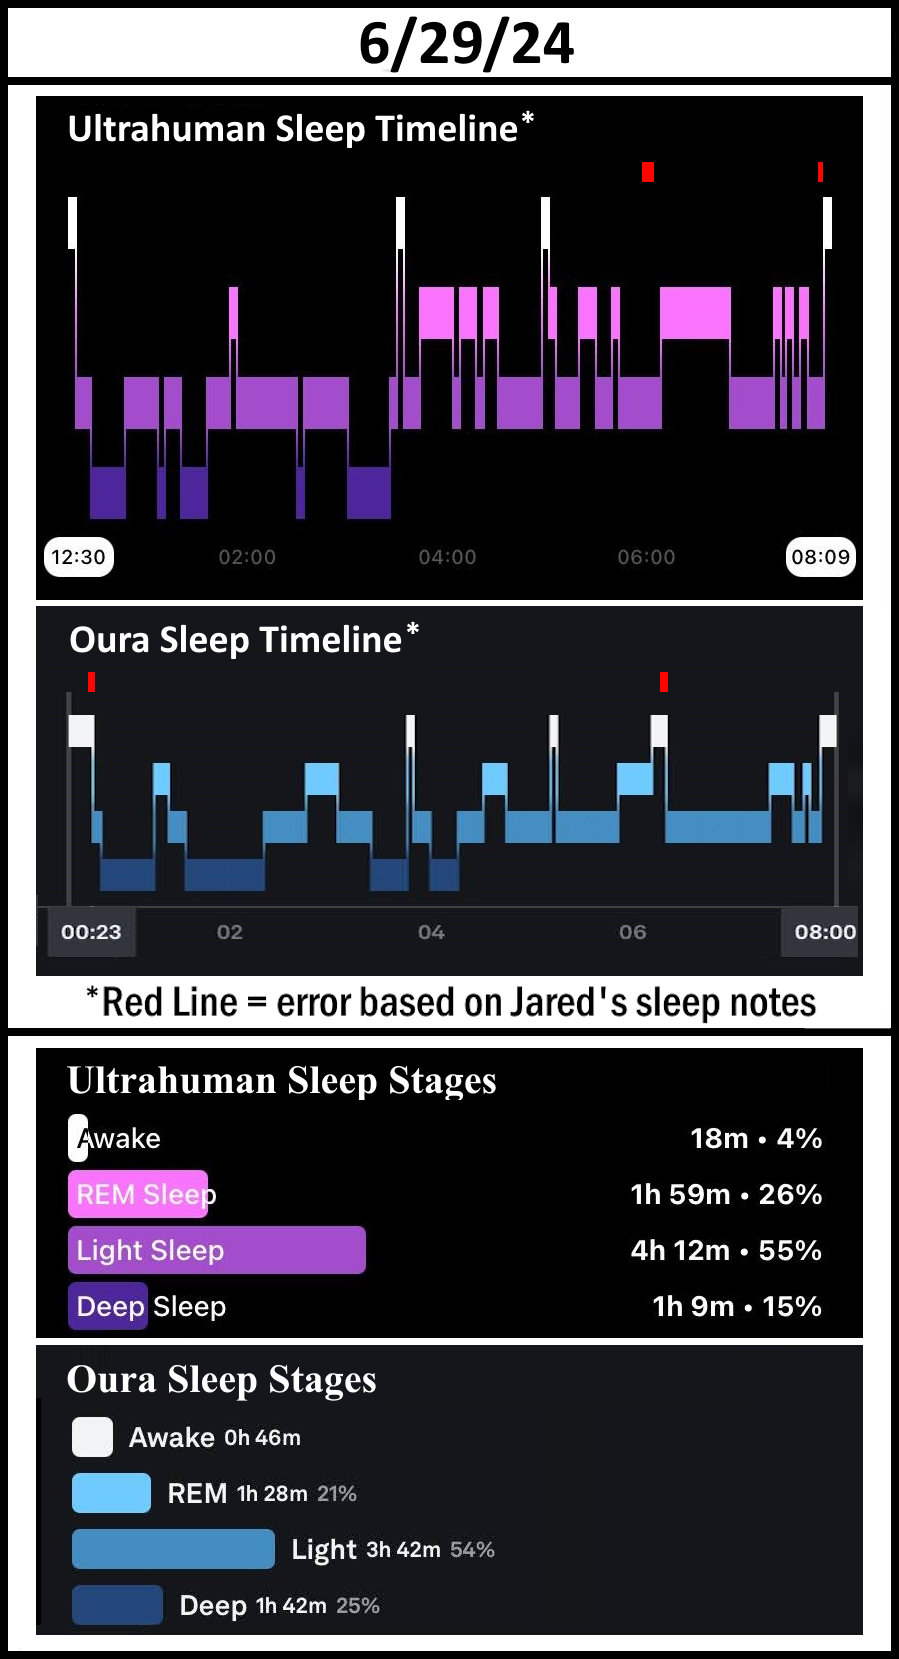 6/29/24
Ultrahuman Sleep Timeline*
12:30 02:00 04:00 06:00 08:09
Oura Sleep Timeline*
00:23 02 04 06 08:00
*Red Line = error based on Jared's sleep notes
Ultrahuman Sleep Stages
Awake 18m • 4%
REM Sleep 1h 59m • 26%
Light Sleep 4h 12m • 55%
Deep Sleep 1h 9m • 15%
Oura Sleep Stages
Awake 0h 46m
REM 1h 28m 21%
Light 3h 42m 54%
Deep 1h 42m 25%